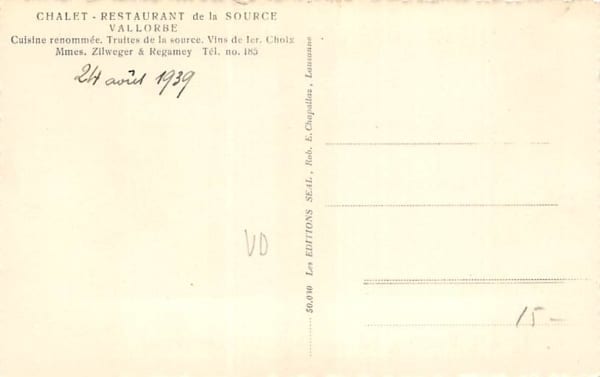 CHALET - RESTAURANT de la SOURCE
VALLORBE
Cuisine renommée. Truites de la source. Vins de 1er. Choix
Mmes. Zilweger & Regamey Tél. no. 185
24 août 1939
50.030 Les EDITIONS SEAL, Rob. E. Chapallaz, Lausanne
VD
15 -